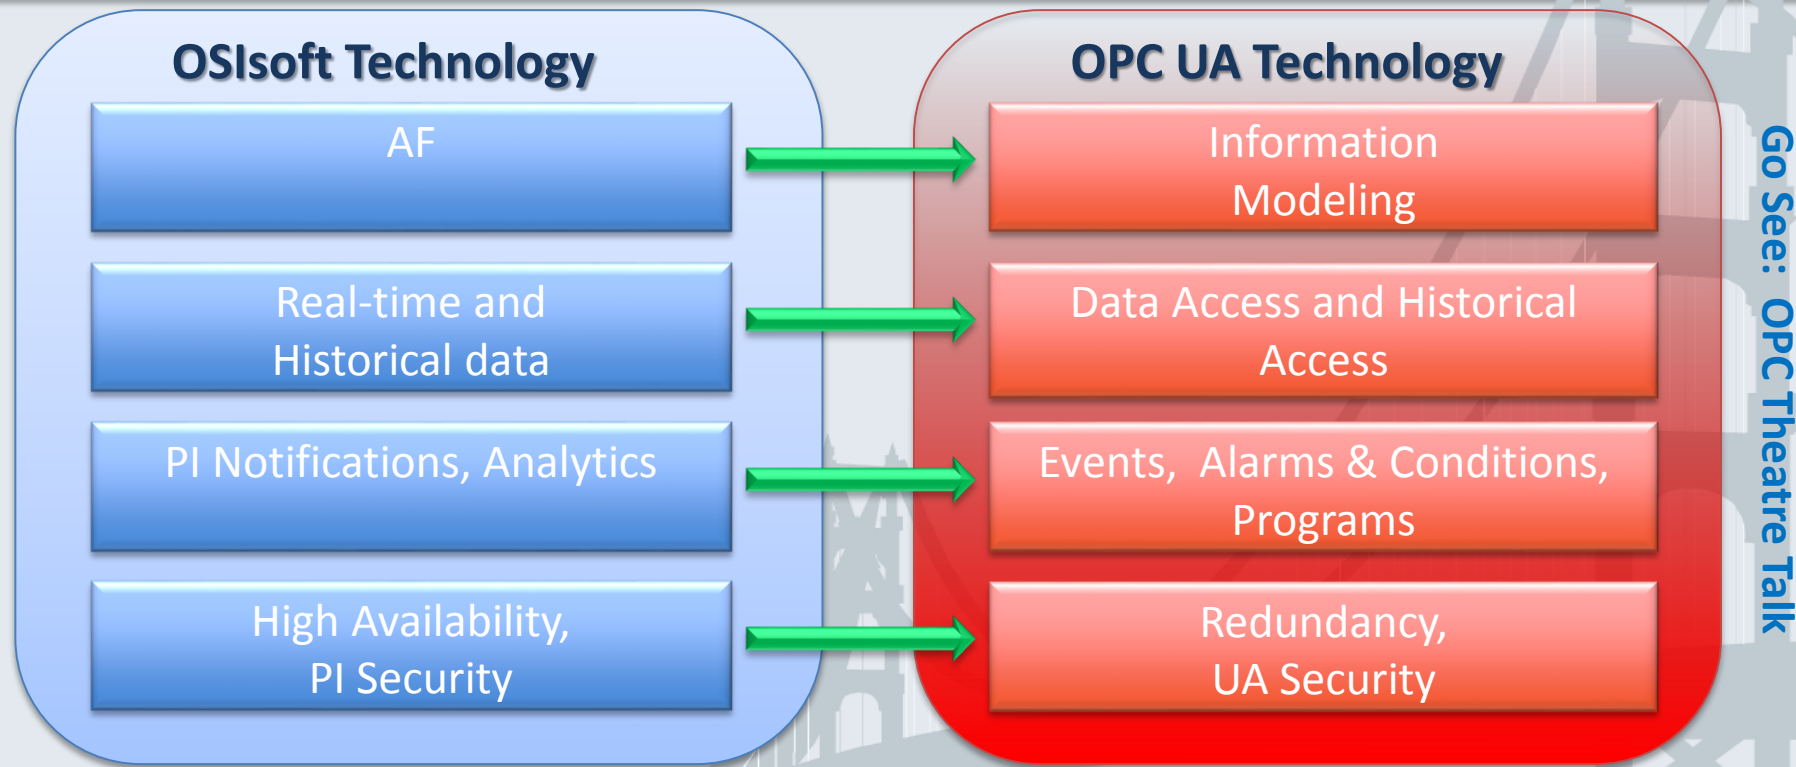 OSIsoft Technology
AF
Real-time and
Historical data
PI Notifications, Analytics
High Availability,
PI Security
OPC UA Technology
Information
Modeling
Data Access and Historical
Access
Events,  Alarms & Conditions,
Programs
Redundancy,
UA Security
Go See:  OPC Theatre Talk